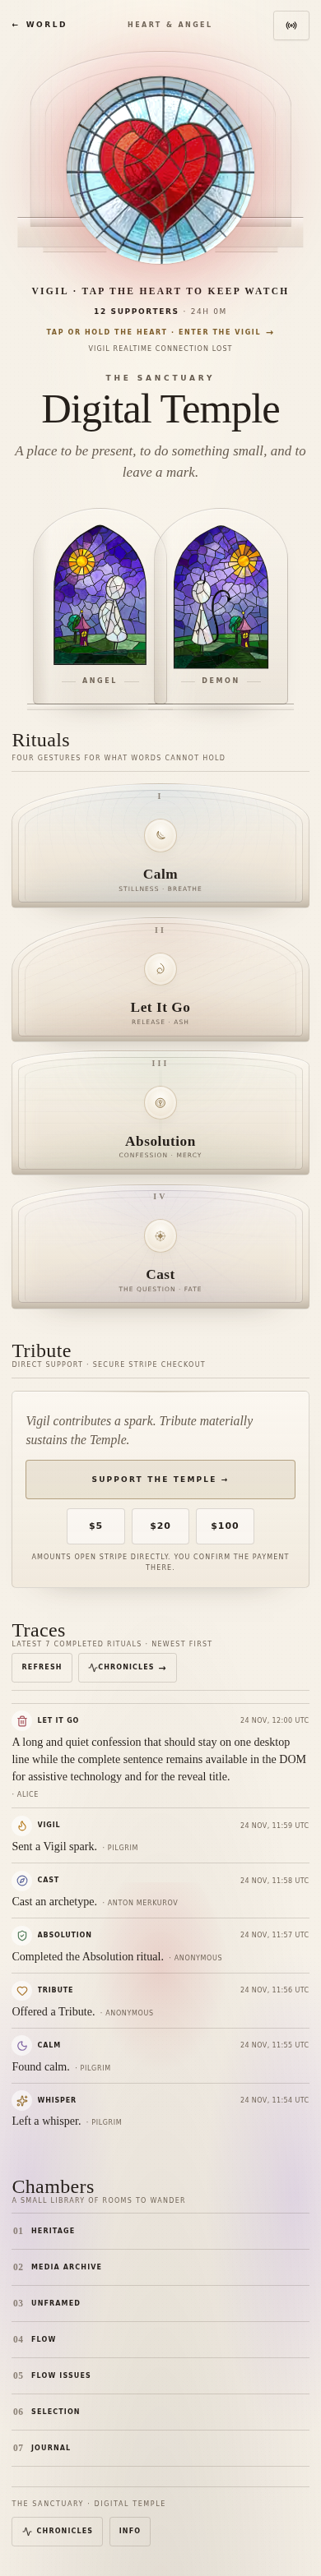 ← WORLD
HEART & ANGEL
VIGIL · TAP THE HEART TO KEEP WATCH
12 SUPPORTERS · 24H 0M
TAP OR HOLD THE HEART · ENTER THE VIGIL →
VIGIL REALTIME CONNECTION LOST
THE SANCTUARY
Digital Temple
A place to be present, to do something small, and to
leave a mark.
ANGEL
DEMON
Rituals
FOUR GESTURES FOR WHAT WORDS CANNOT HOLD
I
Calm
STILLNESS · BREATHE
II
Let It Go
RELEASE · ASH
III
Absolution
CONFESSION · MERCY
IV
Cast
THE QUESTION · FATE
Tribute
DIRECT SUPPORT · SECURE STRIPE CHECKOUT
Vigil contributes a spark. Tribute materially
sustains the Temple.
SUPPORT THE TEMPLE →
$5
$20
$100
AMOUNTS OPEN STRIPE DIRECTLY. YOU CONFIRM THE PAYMENT
THERE.
Traces
LATEST 7 COMPLETED RITUALS · NEWEST FIRST
REFRESH
CHRONICLES →
LET IT GO
24 NOV, 12:00 UTC
A long and quiet confession that should stay on one desktop
line while the complete sentence remains available in the DOM
for assistive technology and for the reveal title.
· ALICE
VIGIL
24 NOV, 11:59 UTC
Sent a Vigil spark. · PILGRIM
CAST
24 NOV, 11:58 UTC
Cast an archetype. · ANTON MERKUROV
ABSOLUTION
24 NOV, 11:57 UTC
Completed the Absolution ritual. · ANONYMOUS
TRIBUTE
24 NOV, 11:56 UTC
Offered a Tribute. · ANONYMOUS
CALM
24 NOV, 11:55 UTC
Found calm. · PILGRIM
WHISPER
24 NOV, 11:54 UTC
Left a whisper. · PILGRIM
Chambers
A SMALL LIBRARY OF ROOMS TO WANDER
01 HERITAGE
02 MEDIA ARCHIVE
03 UNFRAMED
04 FLOW
05 FLOW ISSUES
06 SELECTION
07 JOURNAL
THE SANCTUARY · DIGITAL TEMPLE
CHRONICLES
INFO